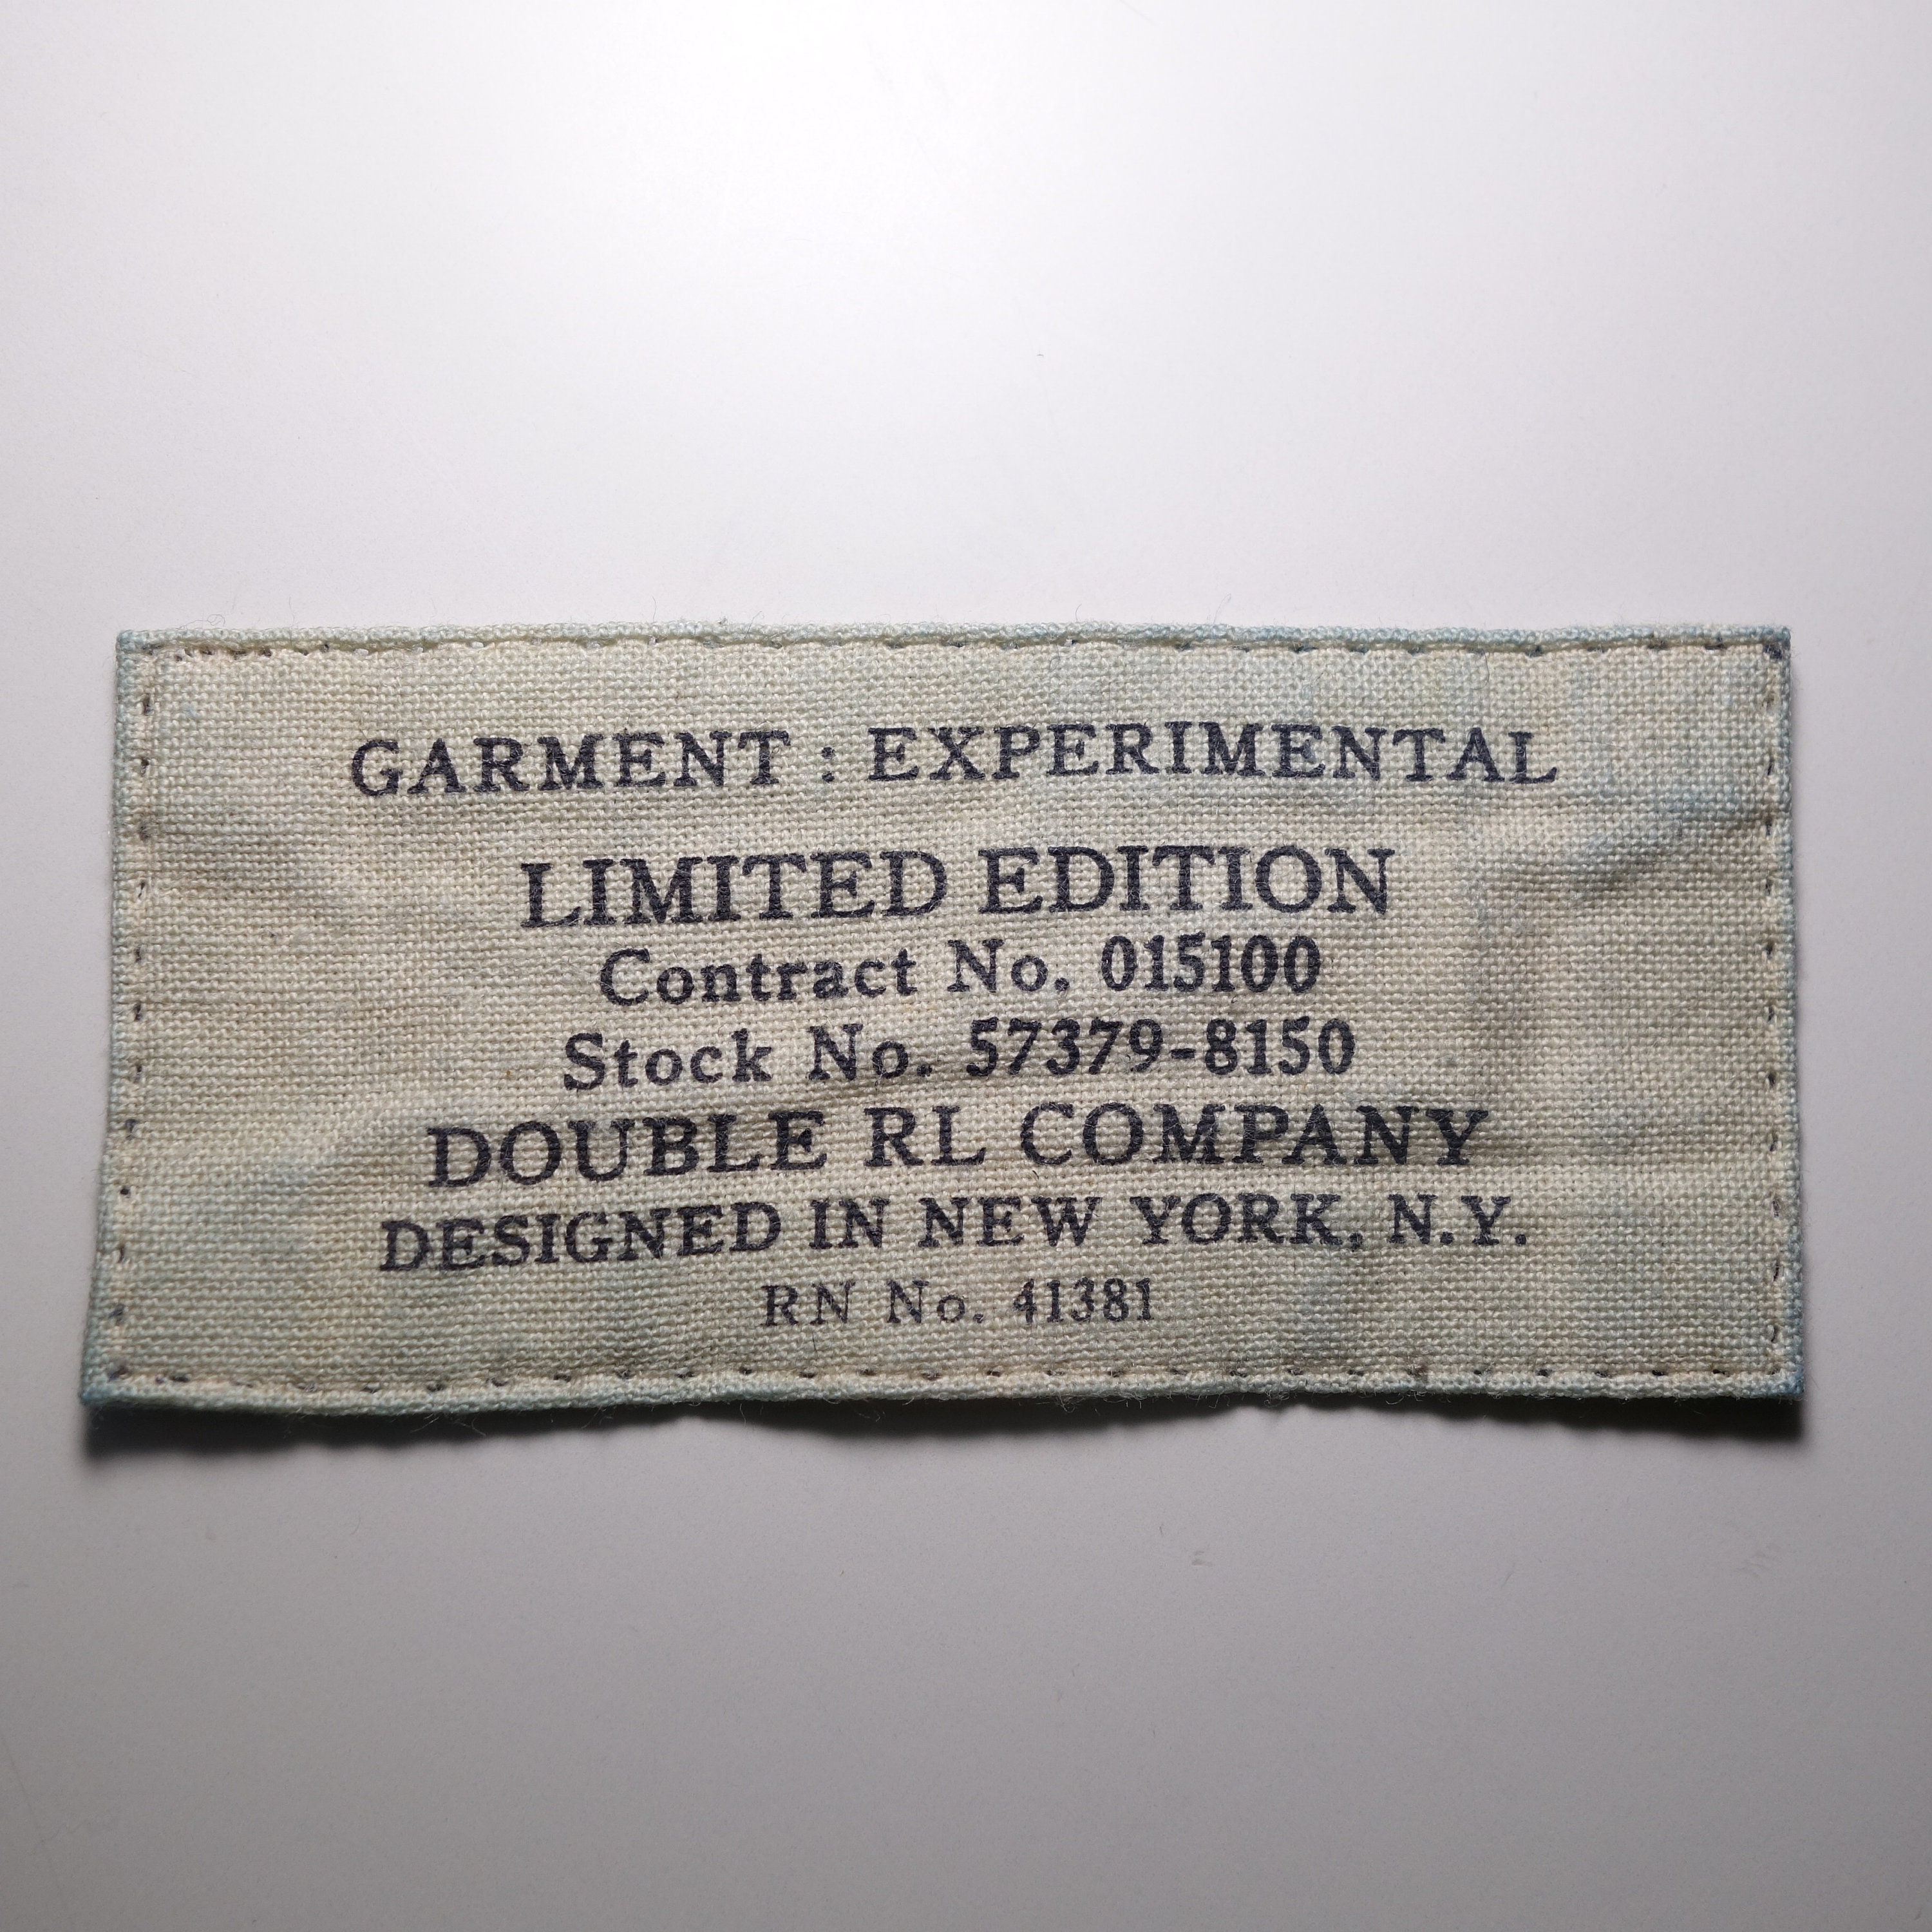 GARMENT : EXPERIMENTAL
LIMITED EDITION
Contract No. 015100
Stock No. 57379-8150
DOUBLE RL COMPANY
DESIGNED IN NEW YORK, N.Y.
RN No. 41381